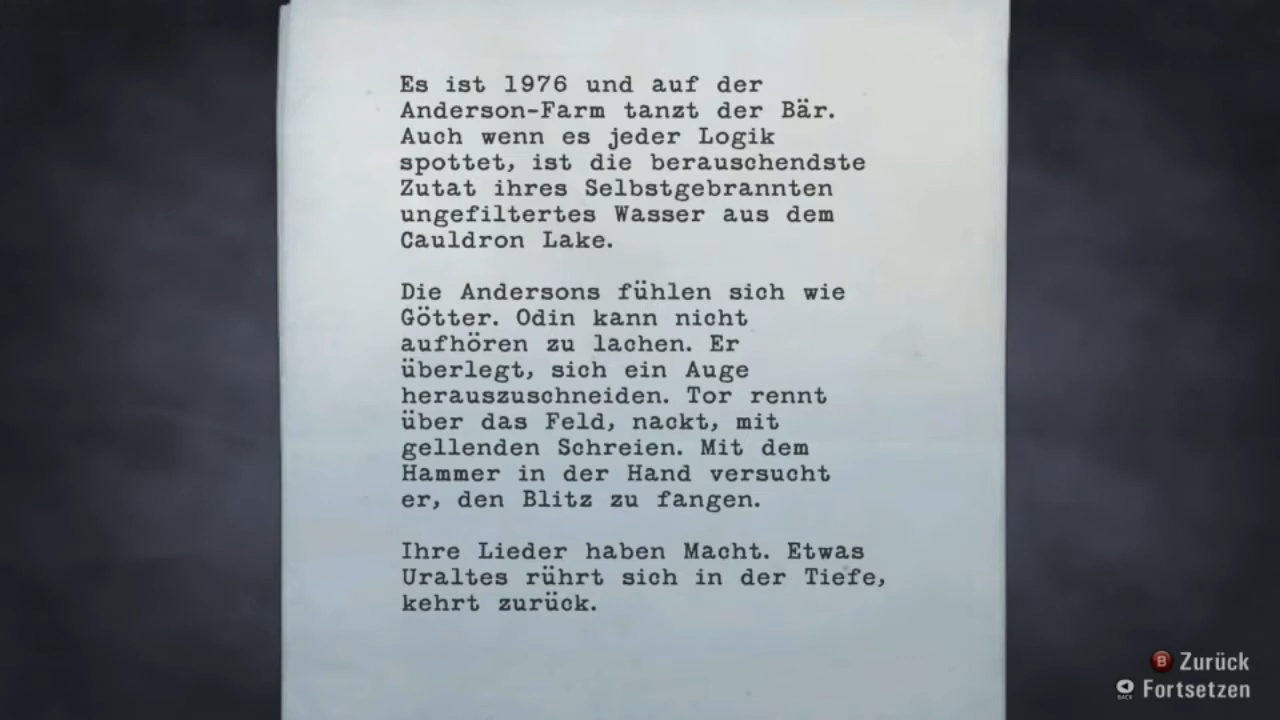 Es ist 1976 und auf der
Anderson-Farm tanzt der Bär.
Auch wenn es jeder Logik
spottet, ist die berauschendste
Zutat ihres Selbstgebrannten
ungefiltertes Wasser aus dem
Cauldron Lake.
Die Andersons fühlen sich wie
Götter. Odin kann nicht
aufhören zu lachen. Er
überlegt, sich ein Auge
herauszuschneiden. Tor rennt
über das Feld, nackt, mit
gellenden Schreien. Mit dem
Hammer in der Hand versucht
er, den Blitz zu fangen.
Ihre Lieder haben Macht. Etwas
Uraltes rührt sich in der Tiefe,
kehrt zurück.
B Zurück
BACK Fortsetzen